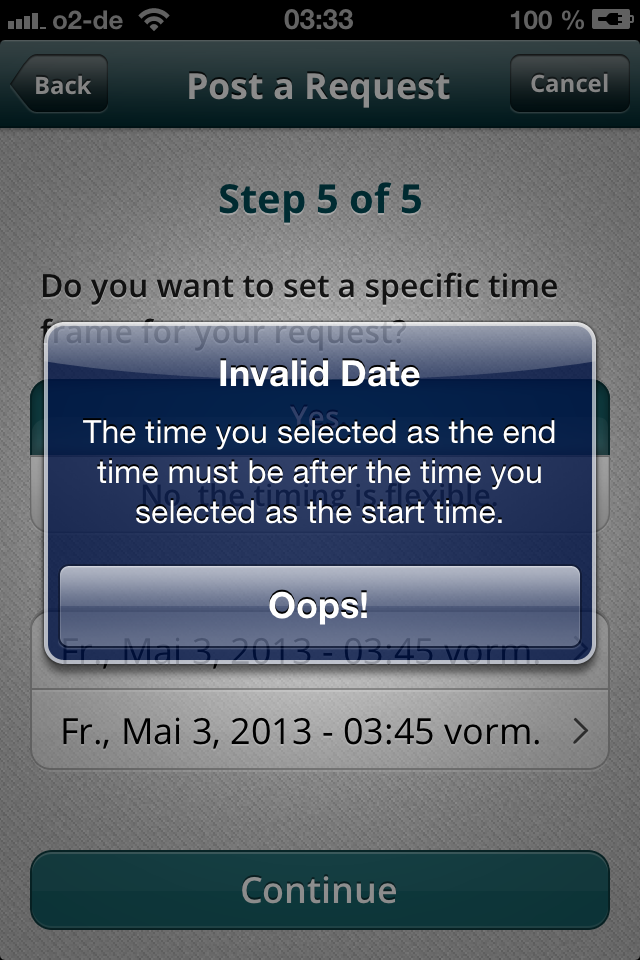 o2-de 03:33 100 %
Back Post a Request Cancel
Step 5 of 5
Do you want to set a specific time
frame for your request?
Invalid Date
Yes
The time you selected as the end
time must be after the time you
No, the timing is flexible.
selected as the start time.
Oops!
Fr., Mai 3, 2013 - 03:45 vorm.
Fr., Mai 3, 2013 - 03:45 vorm.
Continue